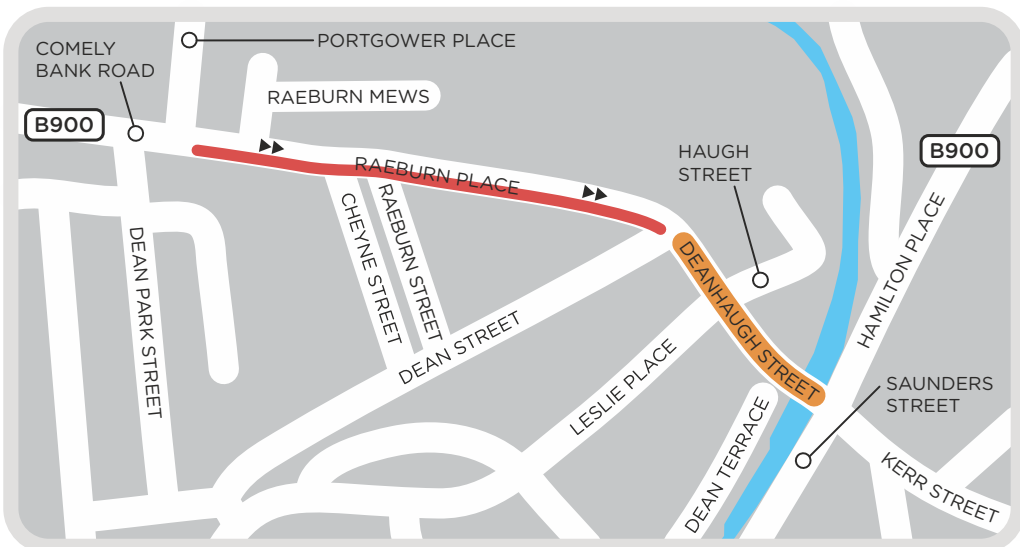 COMELY
BANK ROAD
PORTGOWER PLACE
RAEBURN MEWS
B900
B900
RAEBURN PLACE
HAUGH
STREET
DEAN PARK STREET
CHEYNE STREET
RAEBURN STREET
DEAN STREET
DEANHAUGH STREET
HAMILTON PLACE
LESLIE PLACE
SAUNDERS
STREET
DEAN TERRACE
KERR STREET